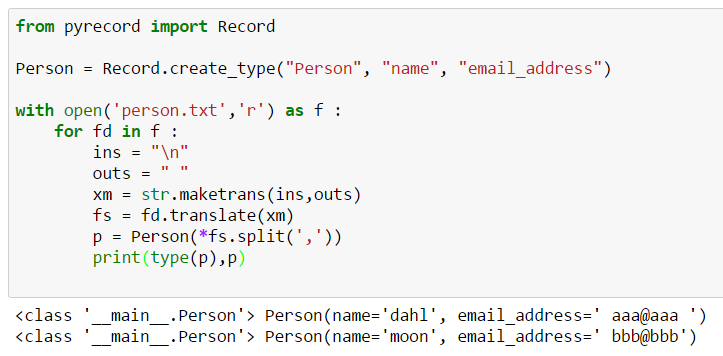 from pyrecord import Record
Person = Record.create_type("Person", "name", "email_address")
with open('person.txt','r') as f :
    for fd in f :
        ins = "\n"
        outs = " "
        xm = str.maketrans(ins,outs)
        fs = fd.translate(xm)
        p = Person(*fs.split(','))
        print(type(p),p)
<class '__main__.Person'> Person(name='dahl', email_address=' aaa@aaa ')
<class '__main__.Person'> Person(name='moon', email_address=' bbb@bbb')